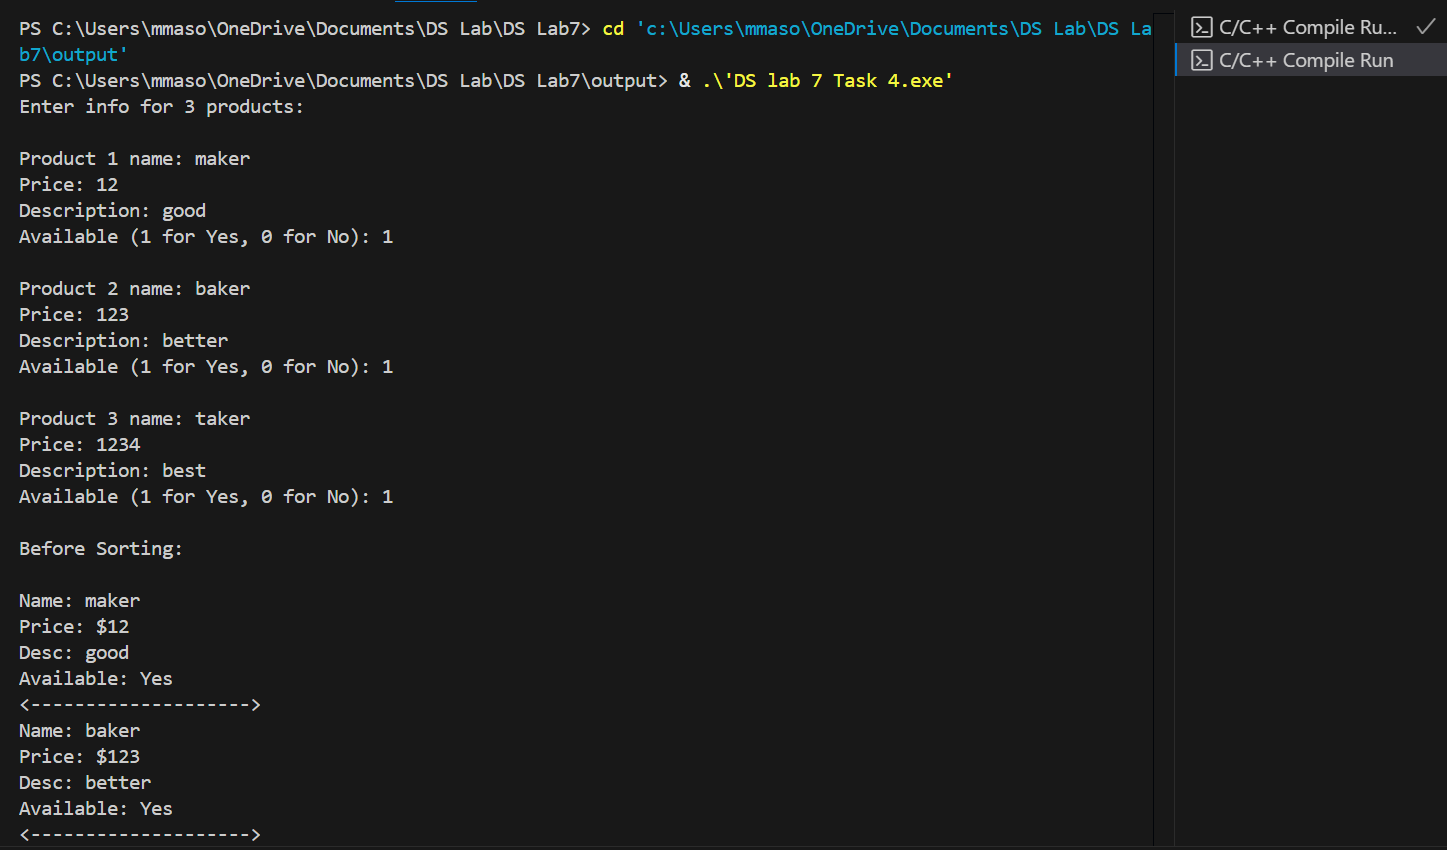 PS C:\Users\mmaso\OneDrive\Documents\DS Lab\DS Lab7> cd 'c:\Users\mmaso\OneDrive\Documents\DS Lab\DS La
b7\output'
PS C:\Users\mmaso\OneDrive\Documents\DS Lab\DS Lab7\output> & .\'DS lab 7 Task 4.exe'
Enter info for 3 products:

Product 1 name: maker
Price: 12
Description: good
Available (1 for Yes, 0 for No): 1

Product 2 name: baker
Price: 123
Description: better
Available (1 for Yes, 0 for No): 1

Product 3 name: taker
Price: 1234
Description: best
Available (1 for Yes, 0 for No): 1

Before Sorting:

Name: maker
Price: $12
Desc: good
Available: Yes
<-------------------->
Name: baker
Price: $123
Desc: better
Available: Yes
<-------------------->
C/C++ Compile Ru...
C/C++ Compile Run